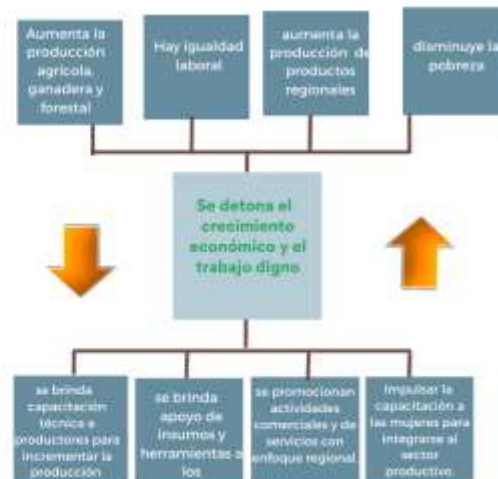 Aumenta la
producción
agrícola,
ganadera y
forestal
Hay igualdad
laboral
aumenta la
producción de
productos
regionales
disminuye la
pobreza
Se detona el
crecimiento
económico y el
trabajo digno
se brinda
capacitación
técnica a
productores para
incrementar la
producción
se brinda
apoyo de
insumos y
herramientas a
los
se promocionan
actividades
comerciales y de
servicios con
enfoque regional.
Impulsar la
capacitación a
las mujeres para
integrarse al
sector
productivo.